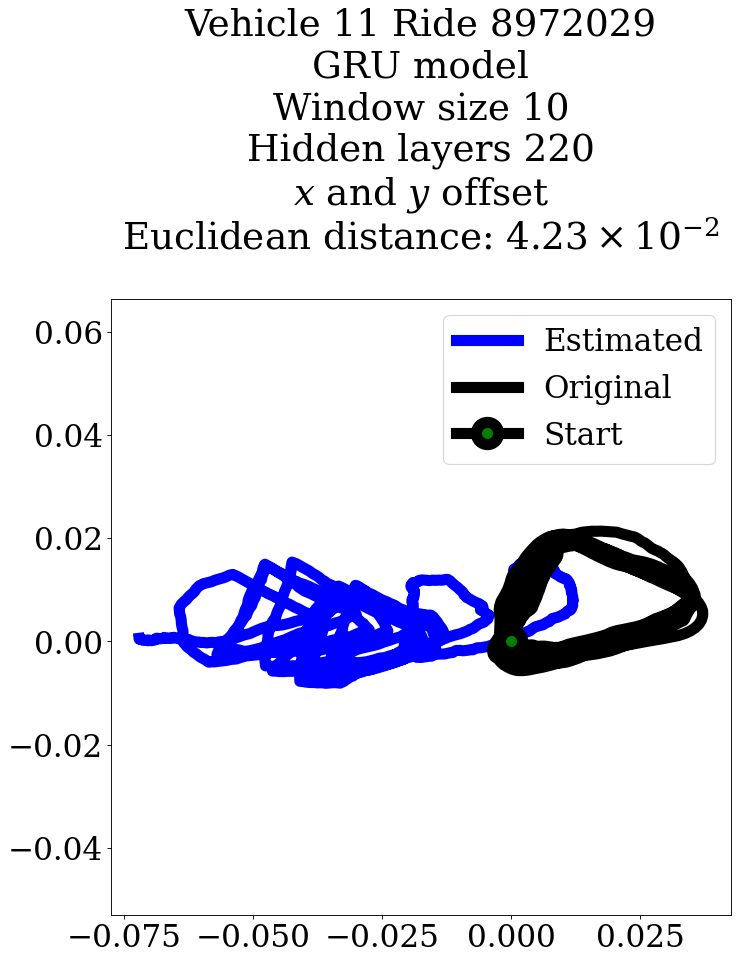 Vehicle 11 Ride 8972029
GRU model
Window size 10
Hidden layers 220
x and y offset
Euclidean distance: 4.23 × 10⁻²
Estimated
Original
Start
0.06
0.04
0.02
0.00
−0.02
−0.04
−0.075 −0.050 −0.025 0.000 0.025